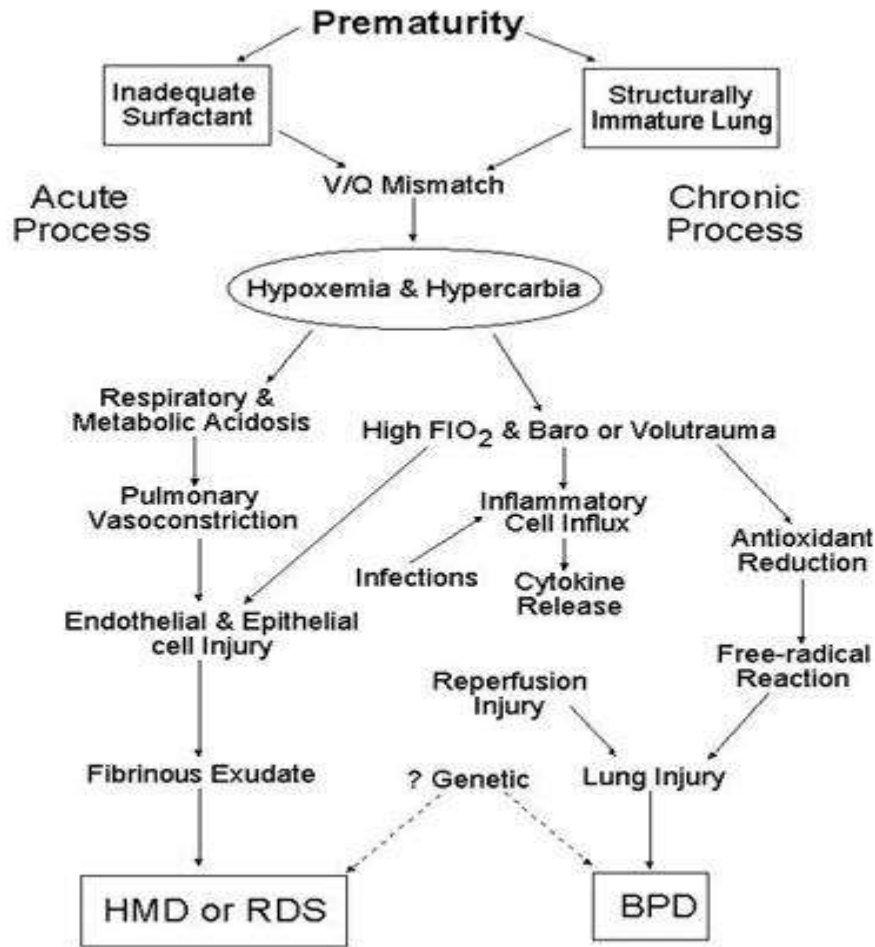 Prematurity
Inadequate
Surfactant
Structurally
Immature Lung
V/Q Mismatch
Acute
Process
Chronic
Process
Hypoxemia & Hypercarbia
Respiratory &
Metabolic Acidosis
High FIO₂ & Baro or Volutrauma
Pulmonary
Vasoconstriction
Inflammatory
Cell Influx
Antioxidant
Reduction
Infections
Cytokine
Release
Endothelial & Epithelial
cell Injury
Free-radical
Reaction
Reperfusion
Injury
Fibrinous Exudate
? Genetic
Lung Injury
HMD or RDS
BPD